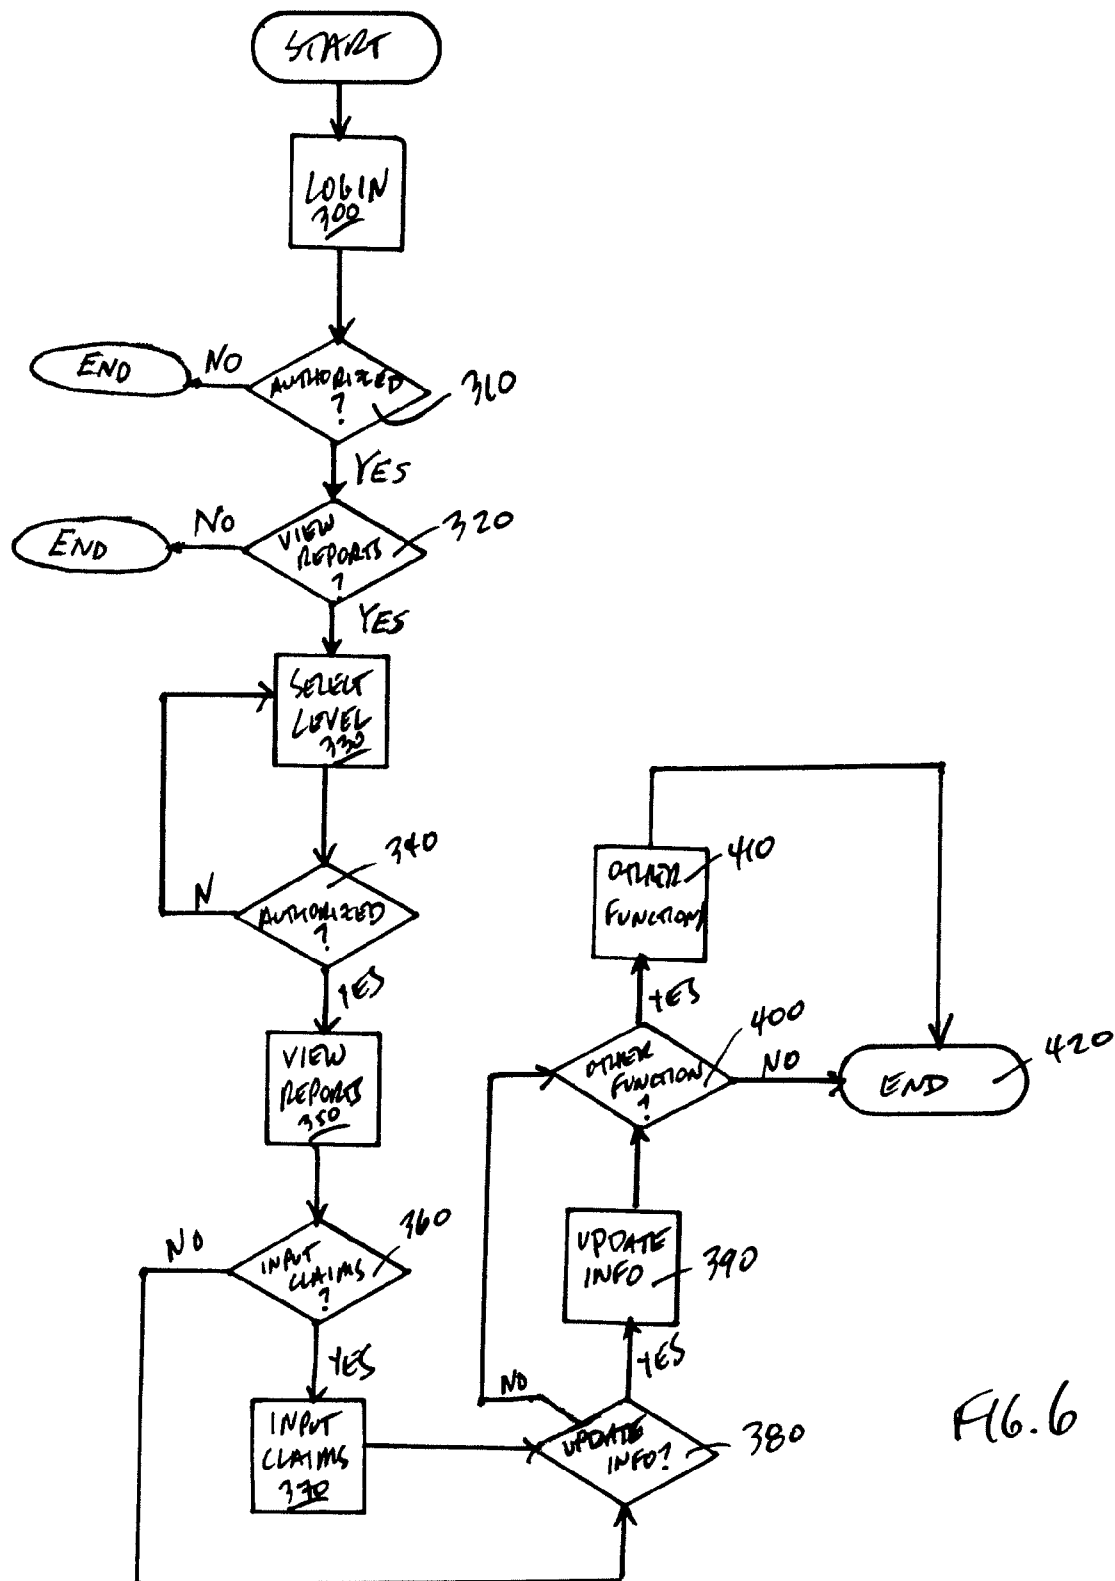 START
LOGIN
300
AUTHORIZED
?
310
NO
END
YES
VIEW
REPORTS
?
320
NO
END
YES
SELECT
LEVEL
330
AUTHORIZED
?
340
N
YES
VIEW
REPORTS
350
INPUT
CLAIMS
?
360
NO
YES
INPUT
CLAIMS
370
UPDATE
INFO?
380
NO
YES
UPDATE
INFO
390
OTHER
FUNCTION
?
400
NO
YES
OTHER
FUNCTIONS
410
END
420
FIG. 6